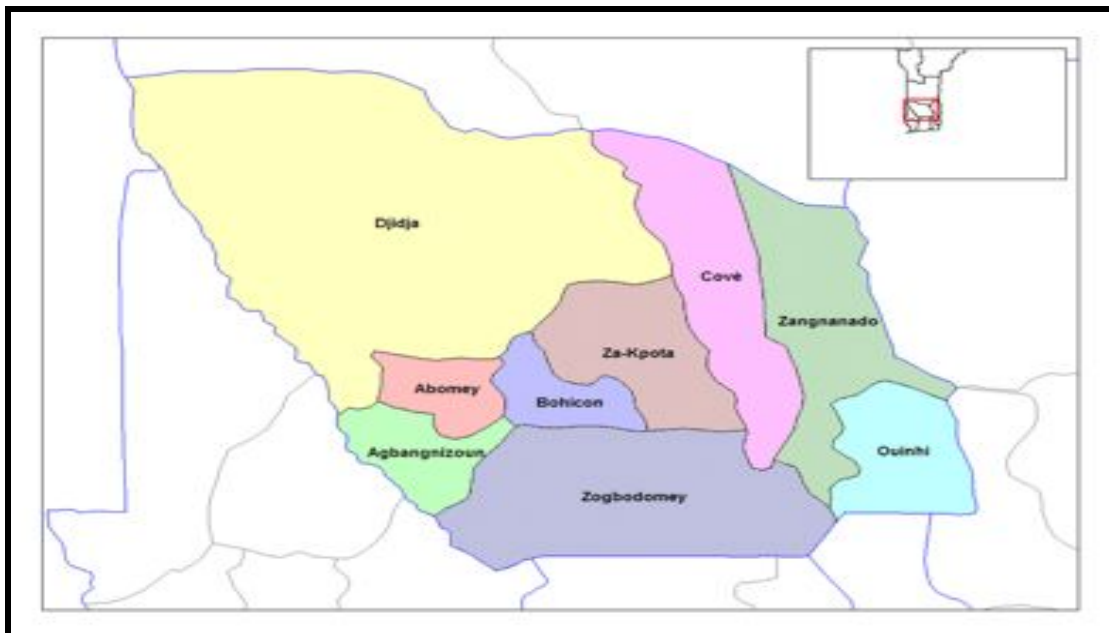 Djidja
Covè
Zangnanado
Za-Kpota
Abomey
Bohicon
Agbangnizoun
Ouinhi
Zogbodomey